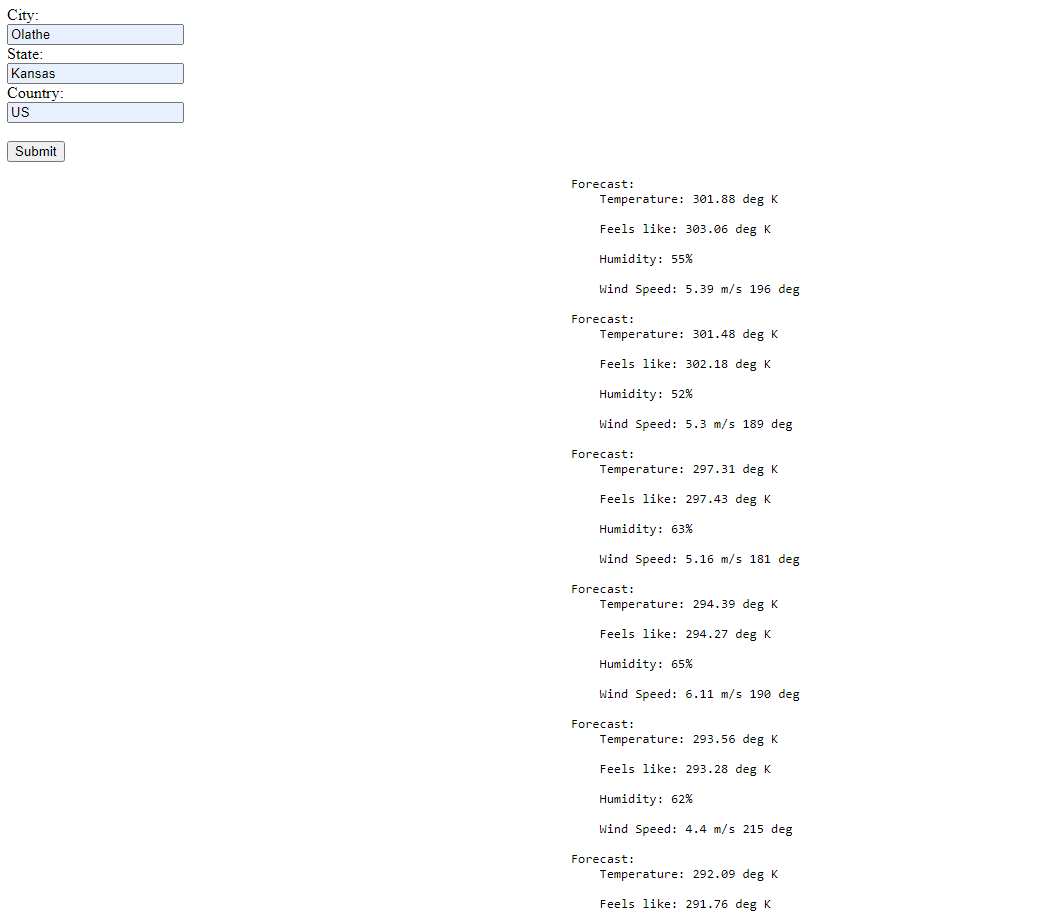 City:
Olathe
State:
Kansas
Country:
US
Submit
Forecast:
Temperature: 301.88 deg K
Feels like: 303.06 deg K
Humidity: 55%
Wind Speed: 5.39 m/s 196 deg
Forecast:
Temperature: 301.48 deg K
Feels like: 302.18 deg K
Humidity: 52%
Wind Speed: 5.3 m/s 189 deg
Forecast:
Temperature: 297.31 deg K
Feels like: 297.43 deg K
Humidity: 63%
Wind Speed: 5.16 m/s 181 deg
Forecast:
Temperature: 294.39 deg K
Feels like: 294.27 deg K
Humidity: 65%
Wind Speed: 6.11 m/s 190 deg
Forecast:
Temperature: 293.56 deg K
Feels like: 293.28 deg K
Humidity: 62%
Wind Speed: 4.4 m/s 215 deg
Forecast:
Temperature: 292.09 deg K
Feels like: 291.76 deg K